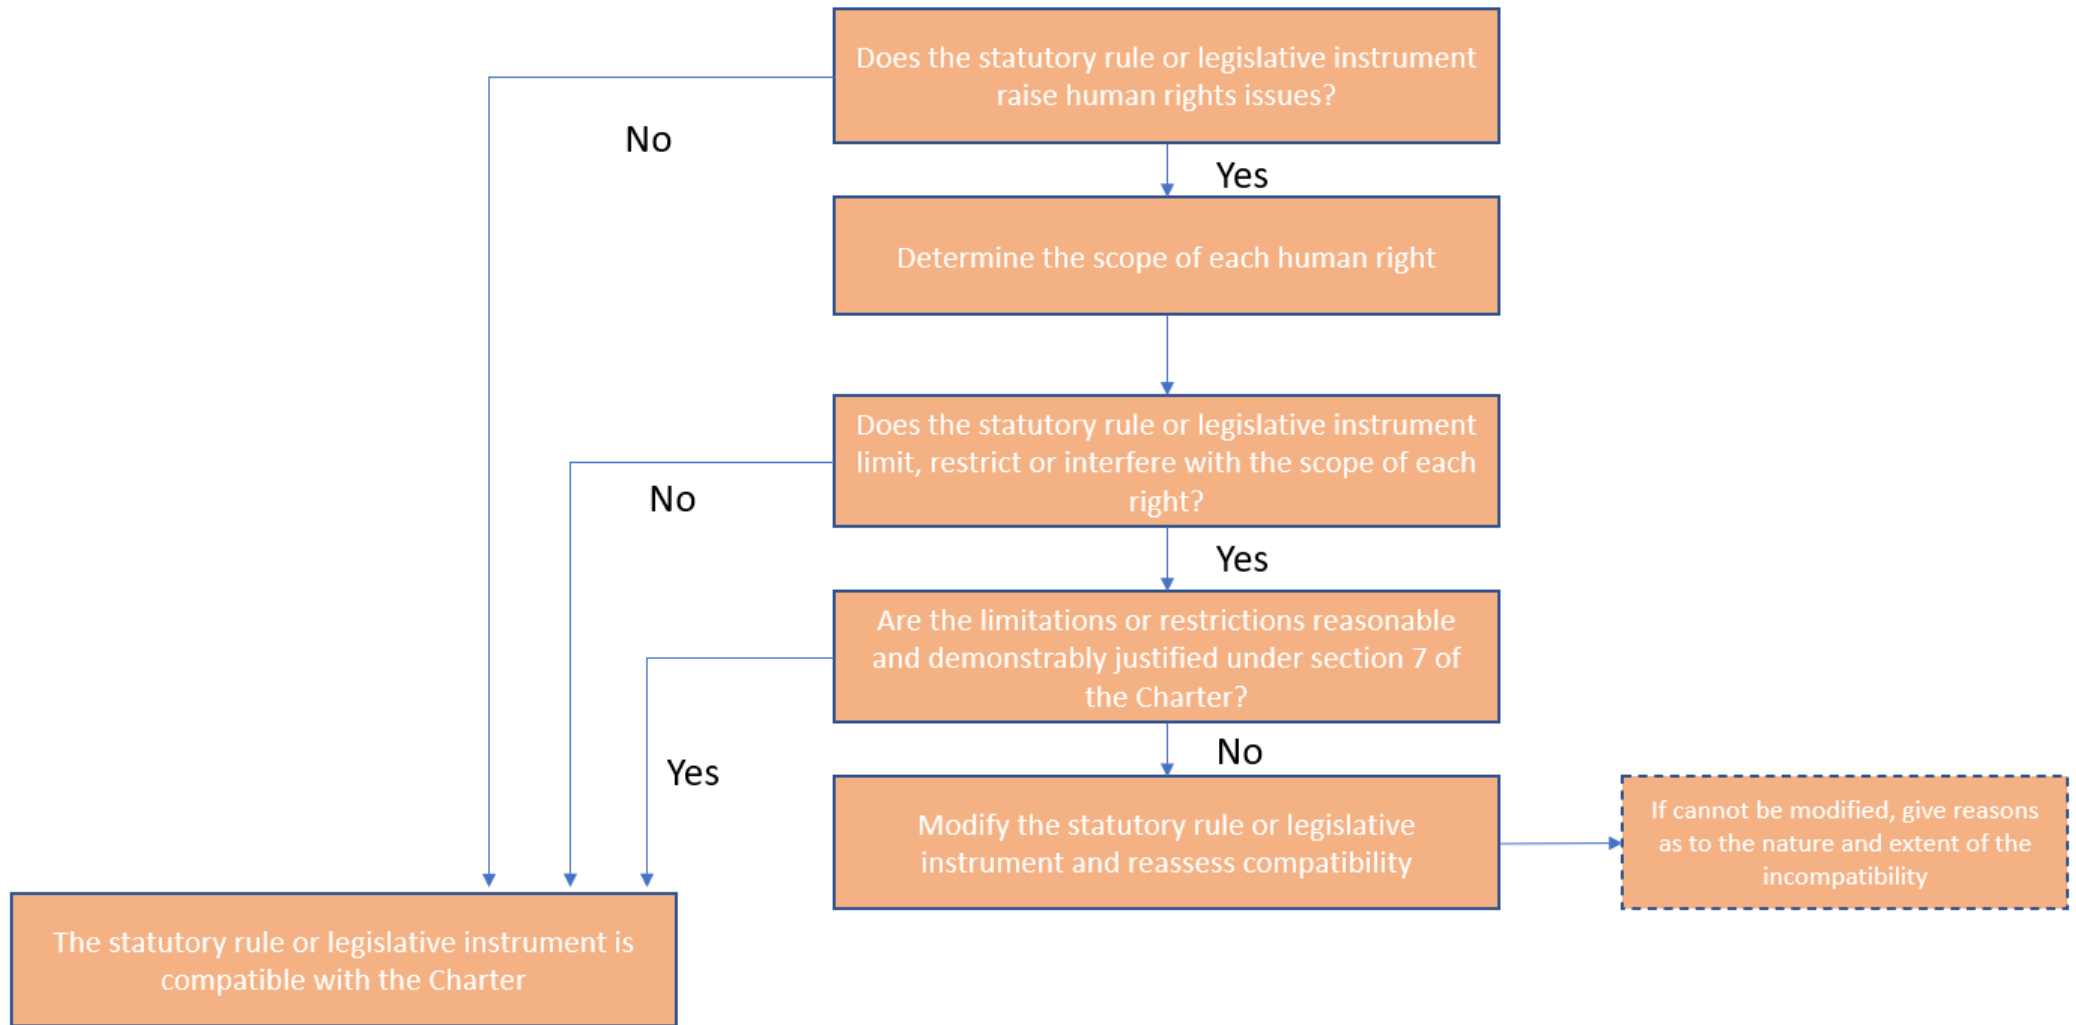 Does the statutory rule or legislative instrument
raise human rights issues?
No
Yes
Determine the scope of each human right
Does the statutory rule or legislative instrument
limit, restrict or interfere with the scope of each
right?
No
Yes
Are the limitations or restrictions reasonable
and demonstrably justified under section 7 of
the Charter?
Yes
No
Modify the statutory rule or legislative
instrument and reassess compatibility
If cannot be modified, give reasons
as to the nature and extent of the
incompatibility
The statutory rule or legislative instrument is
compatible with the Charter